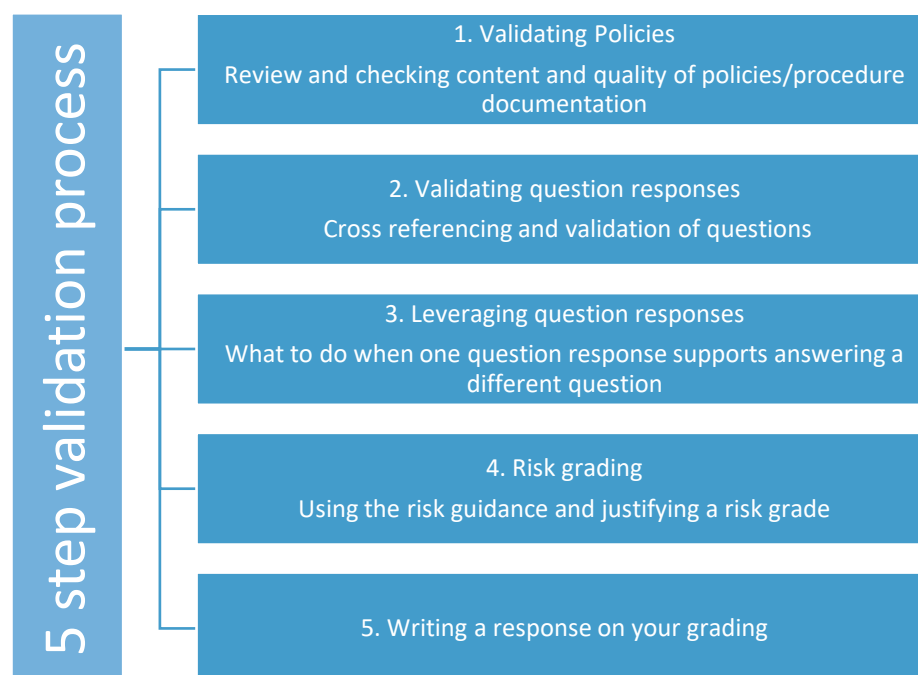 5 step validation process
1. Validating Policies
Review and checking content and quality of policies/procedure
documentation
2. Validating question responses
Cross referencing and validation of questions
3. Leveraging question responses
What to do when one question response supports answering a
different question
4. Risk grading
Using the risk guidance and justifying a risk grade
5. Writing a response on your grading